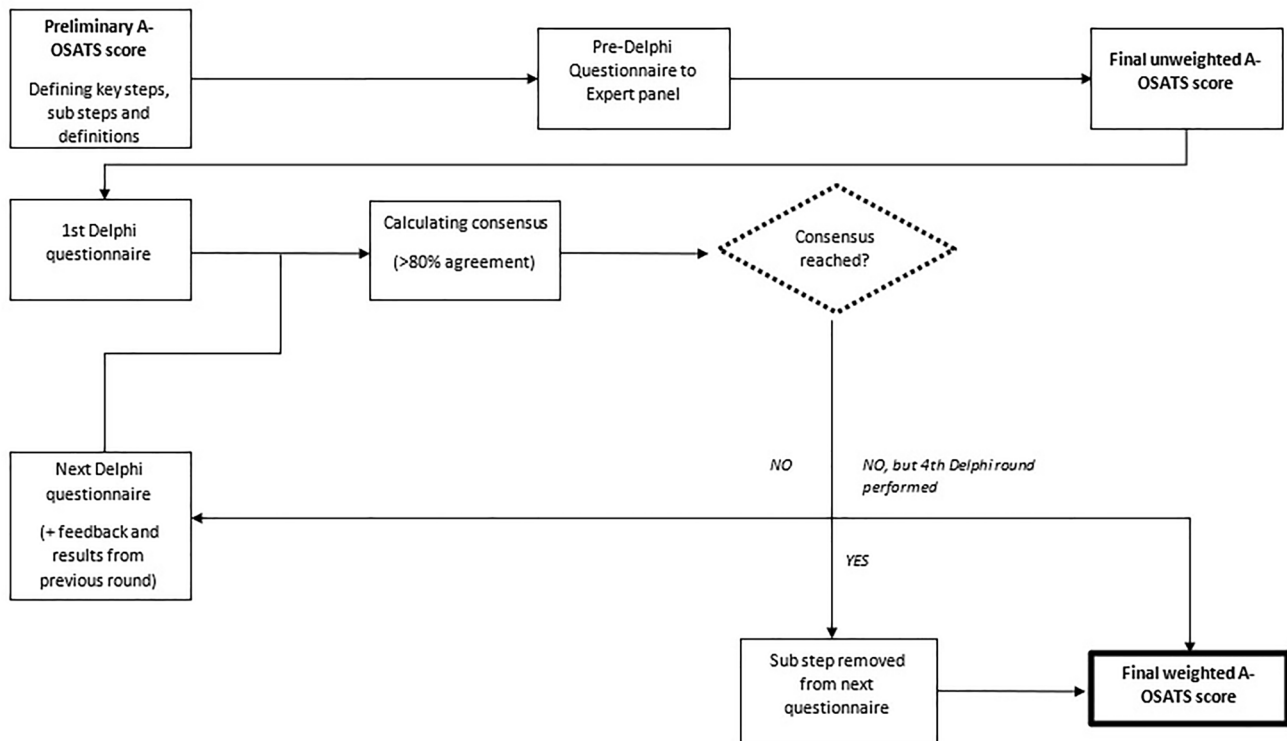 Preliminary A-
OSATS score
Defining key steps,
sub steps and
definitions
Pre-Delphi
Questionnaire to
Expert panel
Final unweighted A-
OSATS score
1st Delphi
questionnaire
Calculating consensus
(>80% agreement)
Consensus
reached?
NO
NO, but 4th Delphi round
performed
Next Delphi
questionnaire
(+ feedback and
results from
previous round)
YES
Sub step removed
from next
questionnaire
Final weighted A-
OSATS score